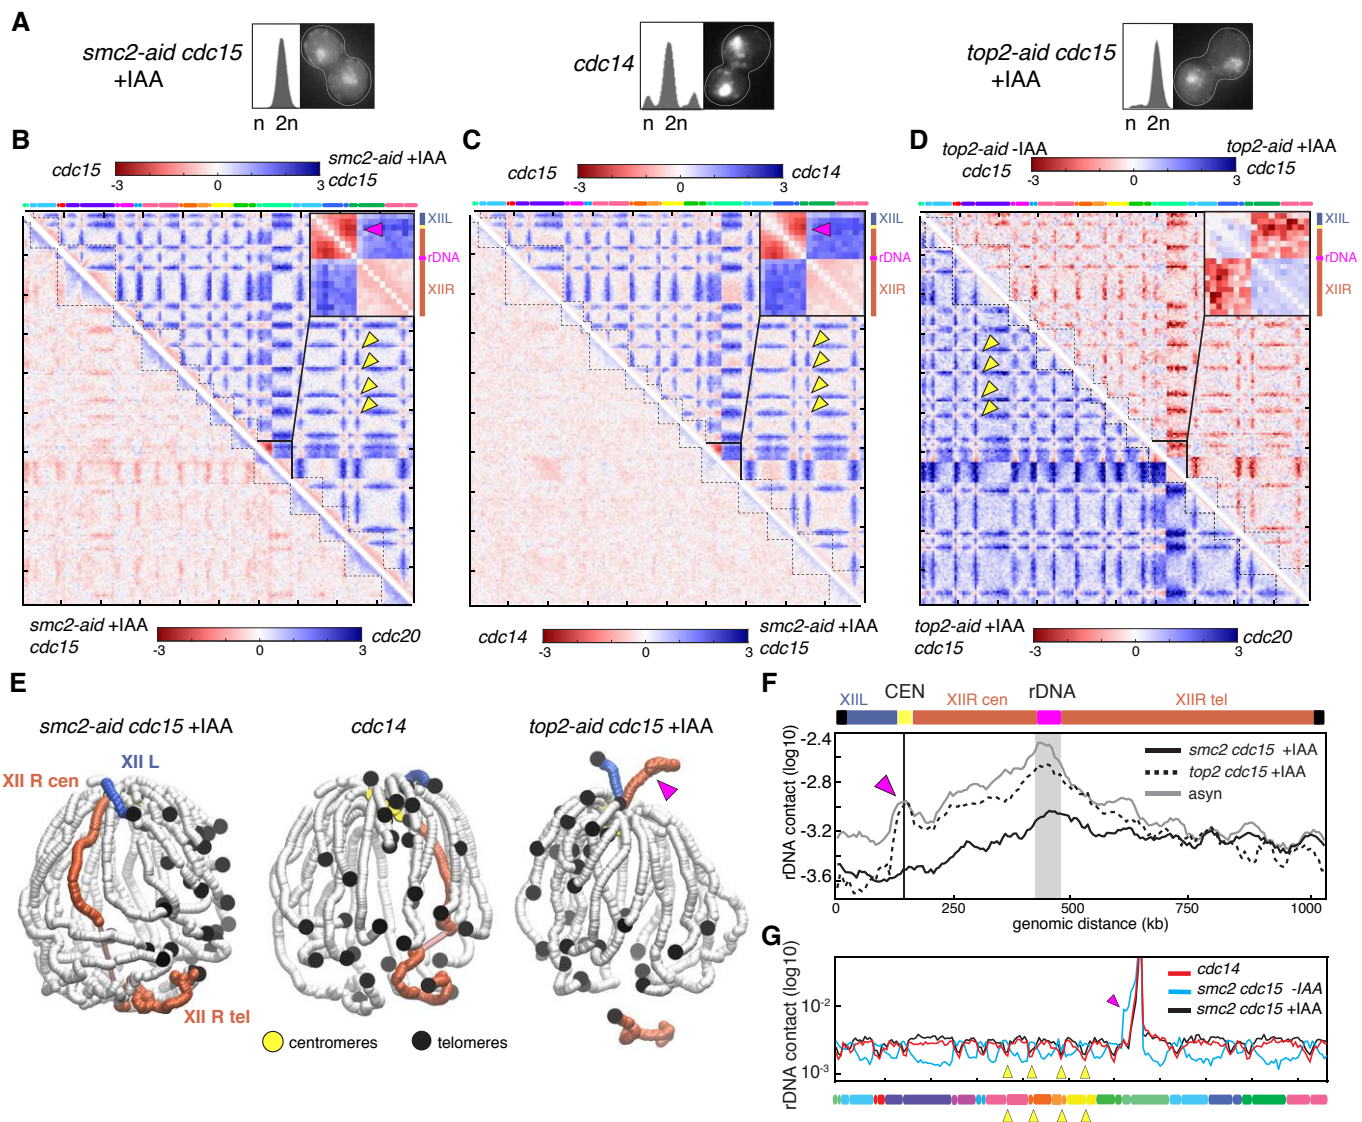 A
smc2-aid cdc15
+IAA
n 2n
cdc14
n 2n
top2-aid cdc15
+IAA
n 2n
B
cdc15
-3
0
3
smc2-aid +IAA
cdc15
XIIL
rDNA
XIIR
smc2-aid +IAA
cdc15
-3
0
3
cdc20
C
cdc15
-3
0
3
cdc14
XIIL
rDNA
XIIR
cdc14
-3
0
3
smc2-aid +IAA
cdc15
D
top2-aid -IAA
cdc15
-3
0
3
top2-aid +IAA
cdc15
XIIL
rDNA
XIIR
top2-aid +IAA
cdc15
-3
0
3
cdc20
E
smc2-aid cdc15 +IAA
cdc14
top2-aid cdc15 +IAA
XII L
XII R cen
XII R tel
centromeres
telomeres
F
XIIL
CEN
XIIR cen
rDNA
XIIR tel
rDNA contact (log10)
-2.4
-2.8
-3.2
-3.6
smc2 cdc15 +IAA
top2 cdc15 +IAA
asyn
0
250
500
750
1000
genomic distance (kb)
G
rDNA contact (log10)
10-2
10-3
cdc14
smc2 cdc15 -IAA
smc2 cdc15 +IAA